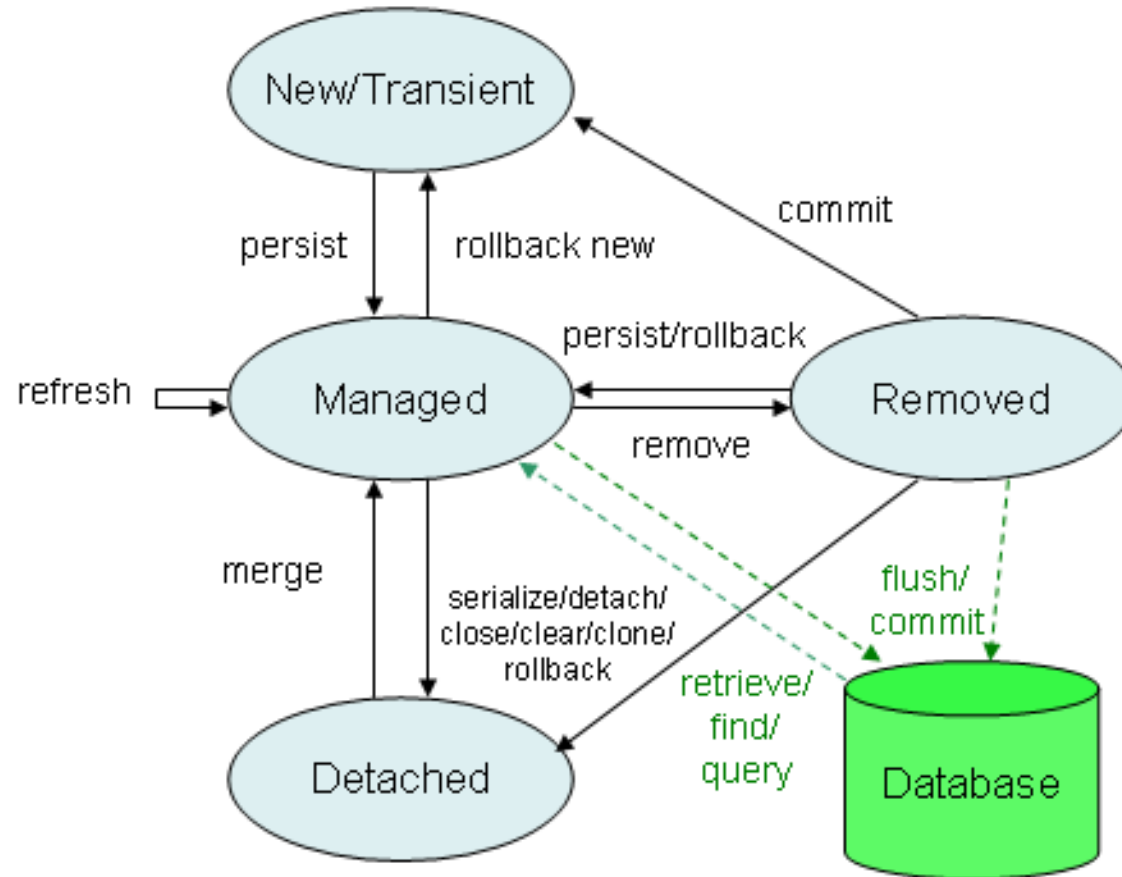 New/Transient
commit
persist
rollback new
persist/rollback
refresh
Managed
Removed
remove
merge
serialize/detach/
close/clear/clone/
rollback
flush/
commit
retrieve/
find/
query
Detached
Database